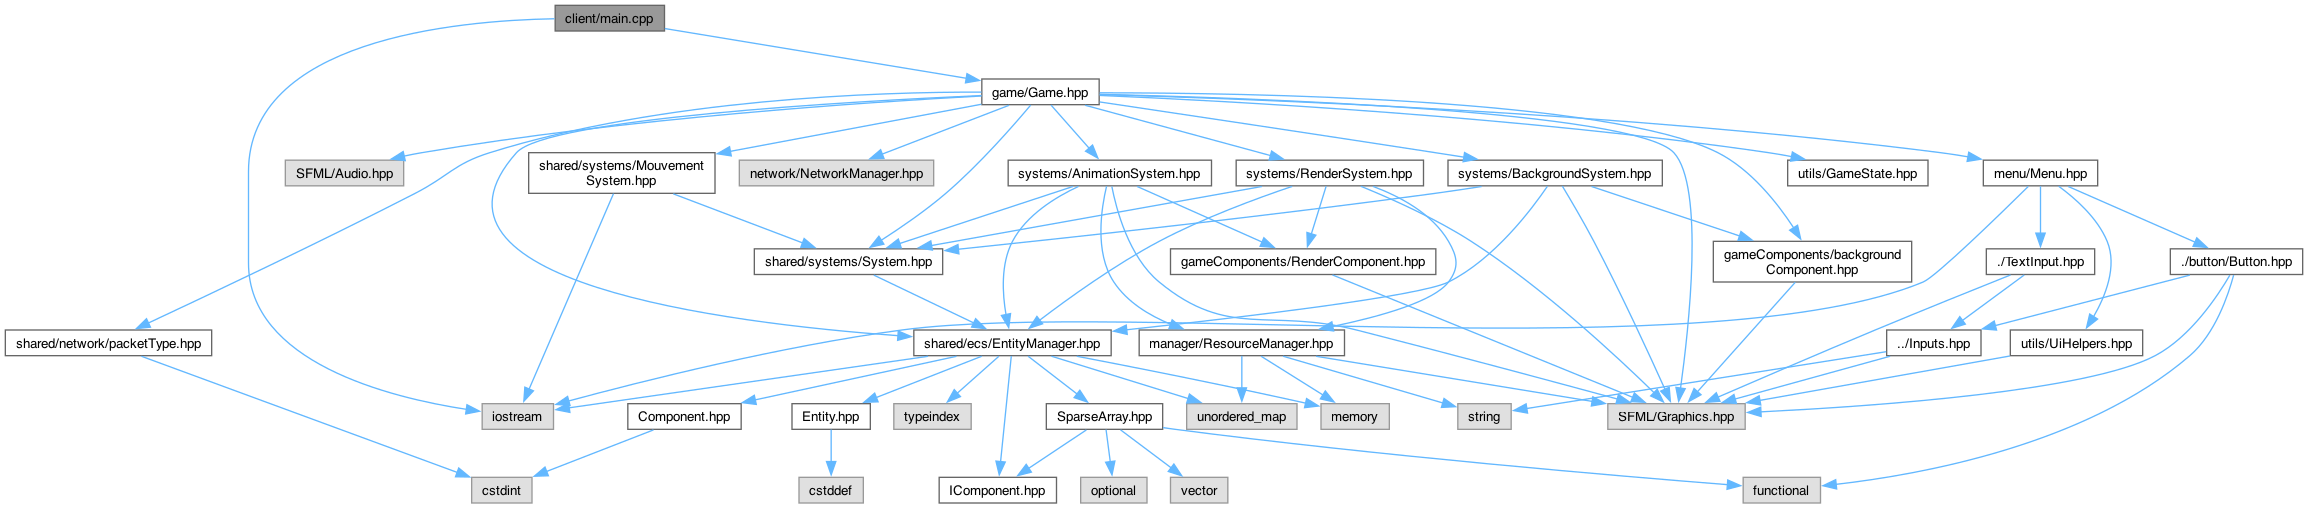 client/main.cpp
game/Game.hpp
SFML/Audio.hpp
shared/systems/Mouvement
System.hpp
network/NetworkManager.hpp
systems/AnimationSystem.hpp
systems/RenderSystem.hpp
systems/BackgroundSystem.hpp
utils/GameState.hpp
menu/Menu.hpp
shared/systems/System.hpp
gameComponents/RenderComponent.hpp
gameComponents/background
Component.hpp
./TextInput.hpp
./button/Button.hpp
shared/network/packetType.hpp
shared/ecs/EntityManager.hpp
manager/ResourceManager.hpp
../Inputs.hpp
utils/UiHelpers.hpp
iostream
Component.hpp
Entity.hpp
typeindex
SparseArray.hpp
unordered_map
memory
string
SFML/Graphics.hpp
cstdint
cstddef
IComponent.hpp
optional
vector
functional